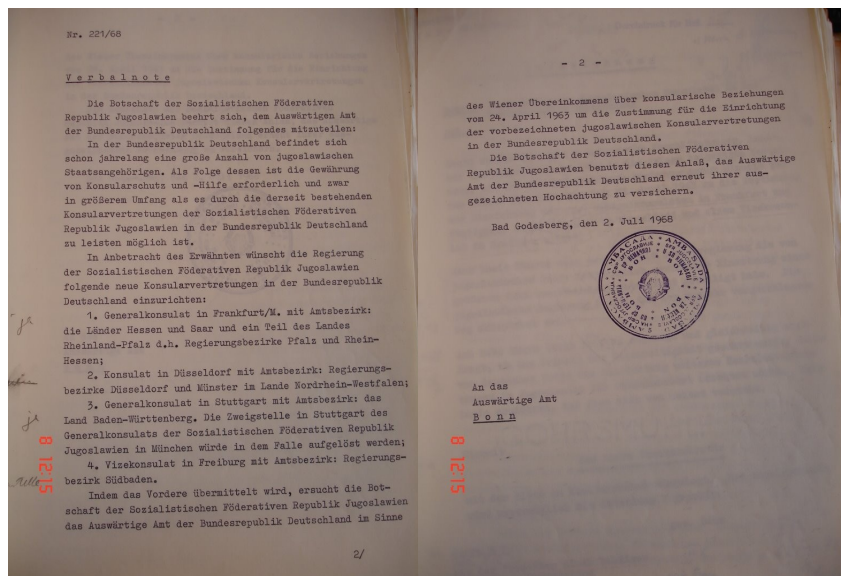 Nr. 221/68
Verbalnote
Die Botschaft der Sozialistischen Föderativen
Republik Jugoslawien beehrt sich, dem Auswärtigen Amt
der Bundesrepublik Deutschland folgendes mitzuteilen:
In der Bundesrepublik Deutschland befindet sich
schon jahrelang eine große Anzahl von jugoslawischen
Staatsangehörigen. Als Folge dessen ist die Gewährung
von Konsularschutz und -Hilfe erforderlich und zwar
in größerem Umfang als es durch die derzeit bestehenden
Konsularvertretungen der Sozialistischen Föderativen
Republik Jugoslawien in der Bundesrepublik Deutschland
zu leisten möglich ist.
In Anbetracht des Erwähnten wünscht die Regierung
der Sozialistischen Föderativen Republik Jugoslawien
folgende neue Konsularvertretungen in der Bundesrepublik
Deutschland einzurichten:
1. Generalkonsulat in Frankfurt/M. mit Amtsbezirk:
die Länder Hessen und Saar und ein Teil des Landes
Rheinland-Pfalz d.h. Regierungsbezirke Pfalz und Rhein-
Hessen;
2. Konsulat in Düsseldorf mit Amtsbezirk: Regierungs-
bezirke Düsseldorf und Münster im Lande Nordrhein-Westfalen;
3. Generalkonsulat in Stuttgart mit Amtsbezirk: das
Land Baden-Württenberg. Die Zweigstelle in Stuttgart des
Generalkonsulats der Sozialistischen Föderativen Republik
Jugoslawien in München würde in dem Falle aufgelöst werden;
4. Vizekonsulat in Freiburg mit Amtsbezirk: Regierungs-
bezirk Südbaden.
Indem das Vordere übermittelt wird, ersucht die Bot-
schaft der Sozialistischen Föderativen Republik Jugoslawien
das Auswärtige Amt der Bundesrepublik Deutschland im Sinne
2/
ja
ja
8 12:15
- 2 -
des Wiener Übereinkommens über konsularische Beziehungen
vom 24. April 1963 um die Zustimmung für die Einrichtung
der vorbezeichneten jugoslawischen Konsularvertretungen
in der Bundesrepublik Deutschland.
Die Botschaft der Sozialistischen Föderativen
Republik Jugoslawien benutzt diesen Anlaß, das Auswärtige
Amt der Bundesrepublik Deutschland erneut ihrer aus-
gezeichneten Hochachtung zu versichern.
Bad Godesberg, den 2. Juli 1968
АМБАСАДА
AMBASADA
An das
Auswärtige Amt
Bonn
8 12:15